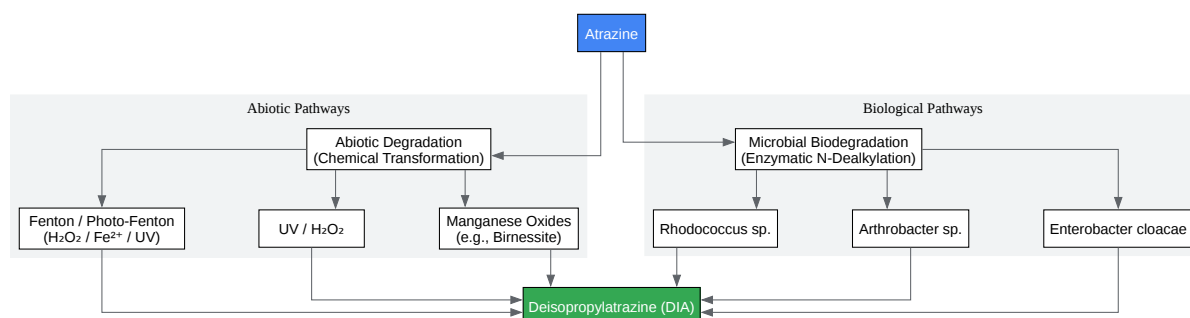 Atrazine
Abiotic Pathways
Biological Pathways
Abiotic Degradation
(Chemical Transformation)
Microbial Biodegradation
(Enzymatic N-Dealkylation)
Fenton / Photo-Fenton
(H₂O₂ / Fe²⁺ / UV)
UV / H₂O₂
Manganese Oxides
(e.g., Birnessite)
Rhodococcus sp.
Arthrobacter sp.
Enterobacter cloacae
Deisopropylatrazine (DIA)